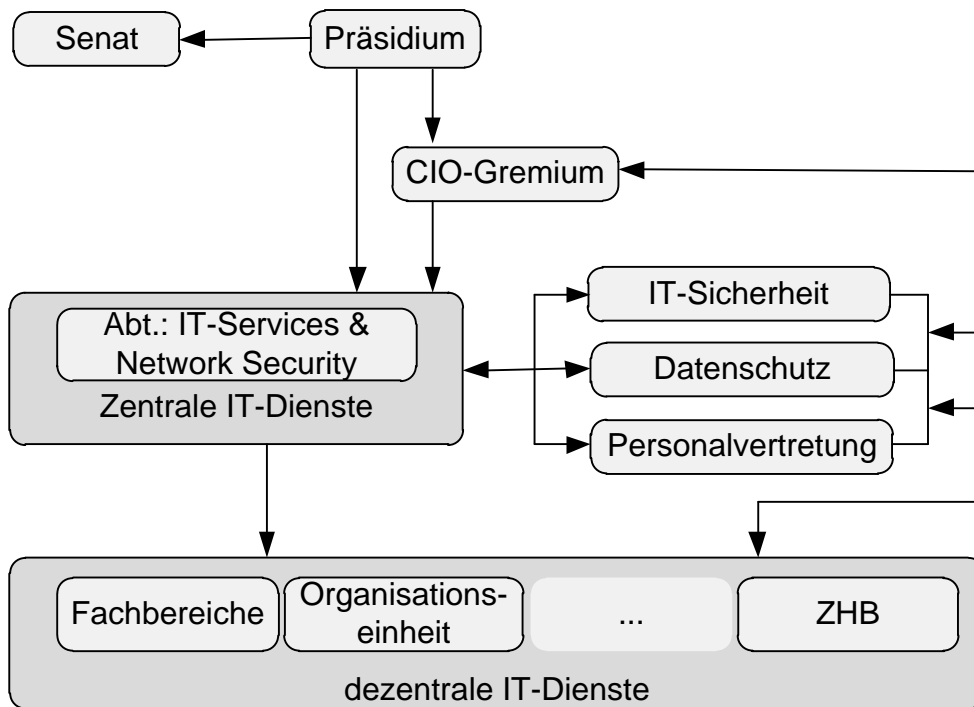 Senat
Präsidium
CIO-Gremium
IT-Sicherheit
Abt.: IT-Services &
Network Security
Zentrale IT-Dienste
Datenschutz
Personalvertretung
Fachbereiche
Organisations-
einheit
...
ZHB
dezentrale IT-Dienste